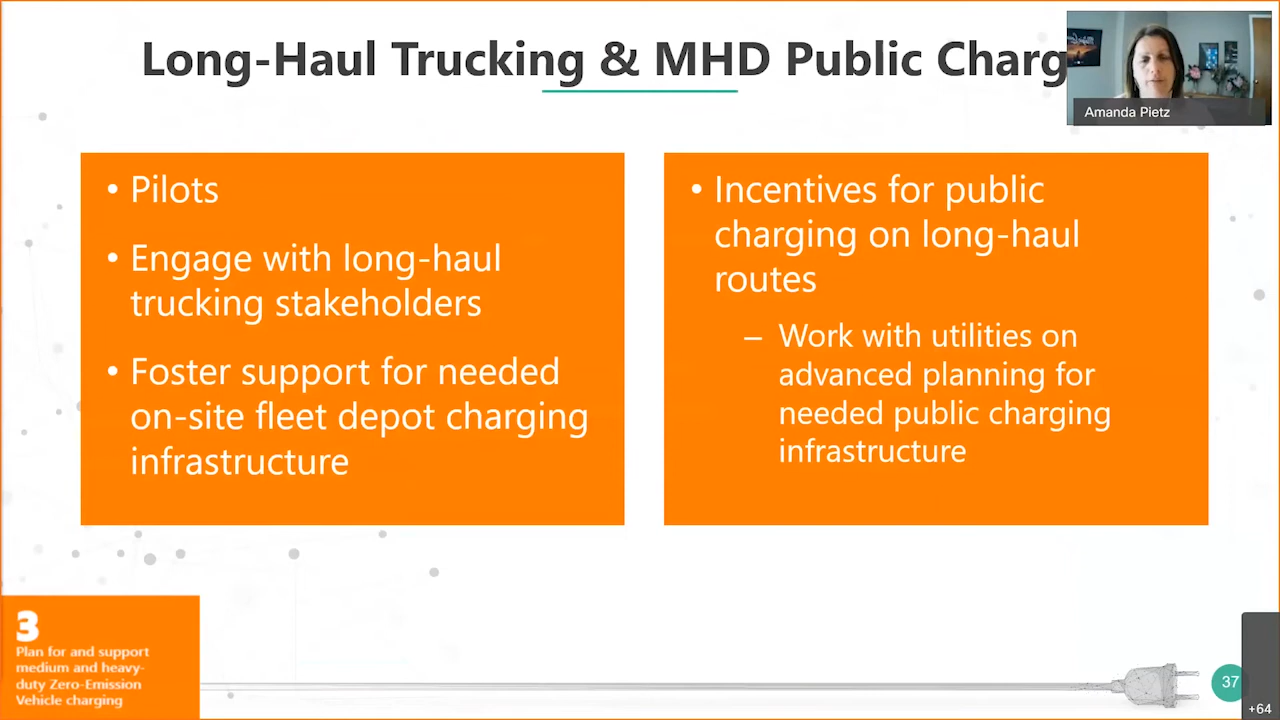 Long-Haul Trucking & MHD Public Charg
Amanda Pietz
• Pilots
• Engage with long-haul
trucking stakeholders
• Foster support for needed
on-site fleet depot charging
infrastructure
• Incentives for public
charging on long-haul
routes
– Work with utilities on
advanced planning for
needed public charging
infrastructure
3
Plan for and support
medium and heavy-
duty Zero-Emission
Vehicle charging
37
+64